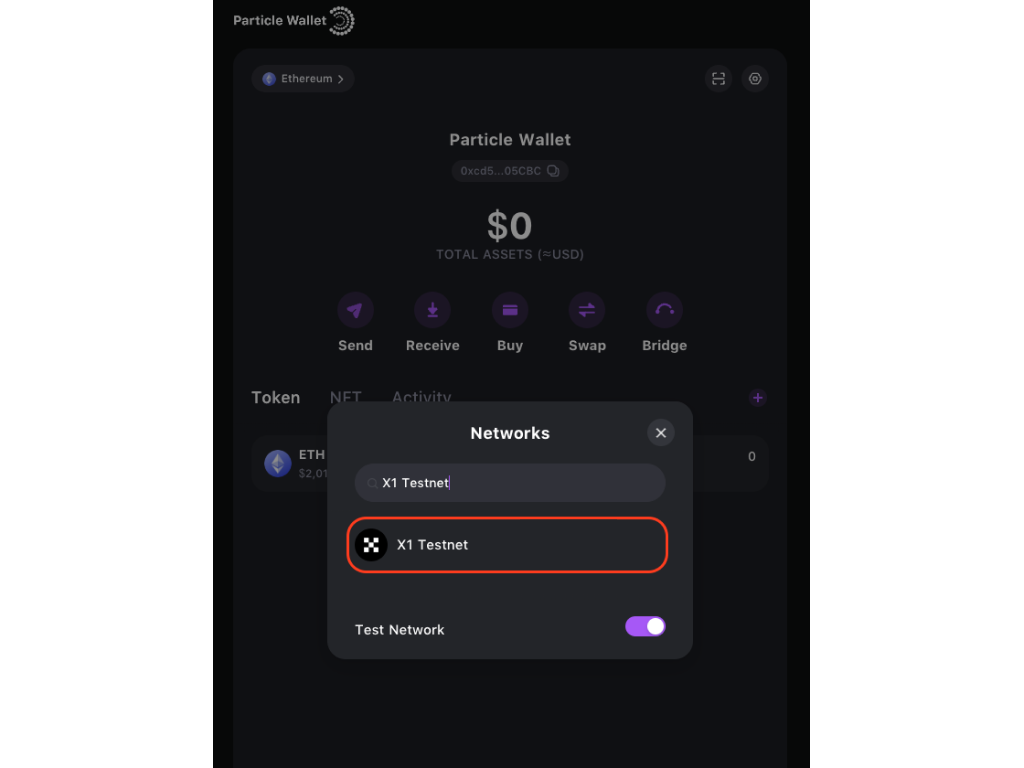 Particle Wallet
Ethereum
Particle Wallet
0xcd5...05CBC
$0
TOTAL ASSETS (≈USD)
Send Receive Buy Swap Bridge
Token NFT Activity
Networks
ETH 0
$2,01
X1 Testnet
X1 Testnet
Test Network